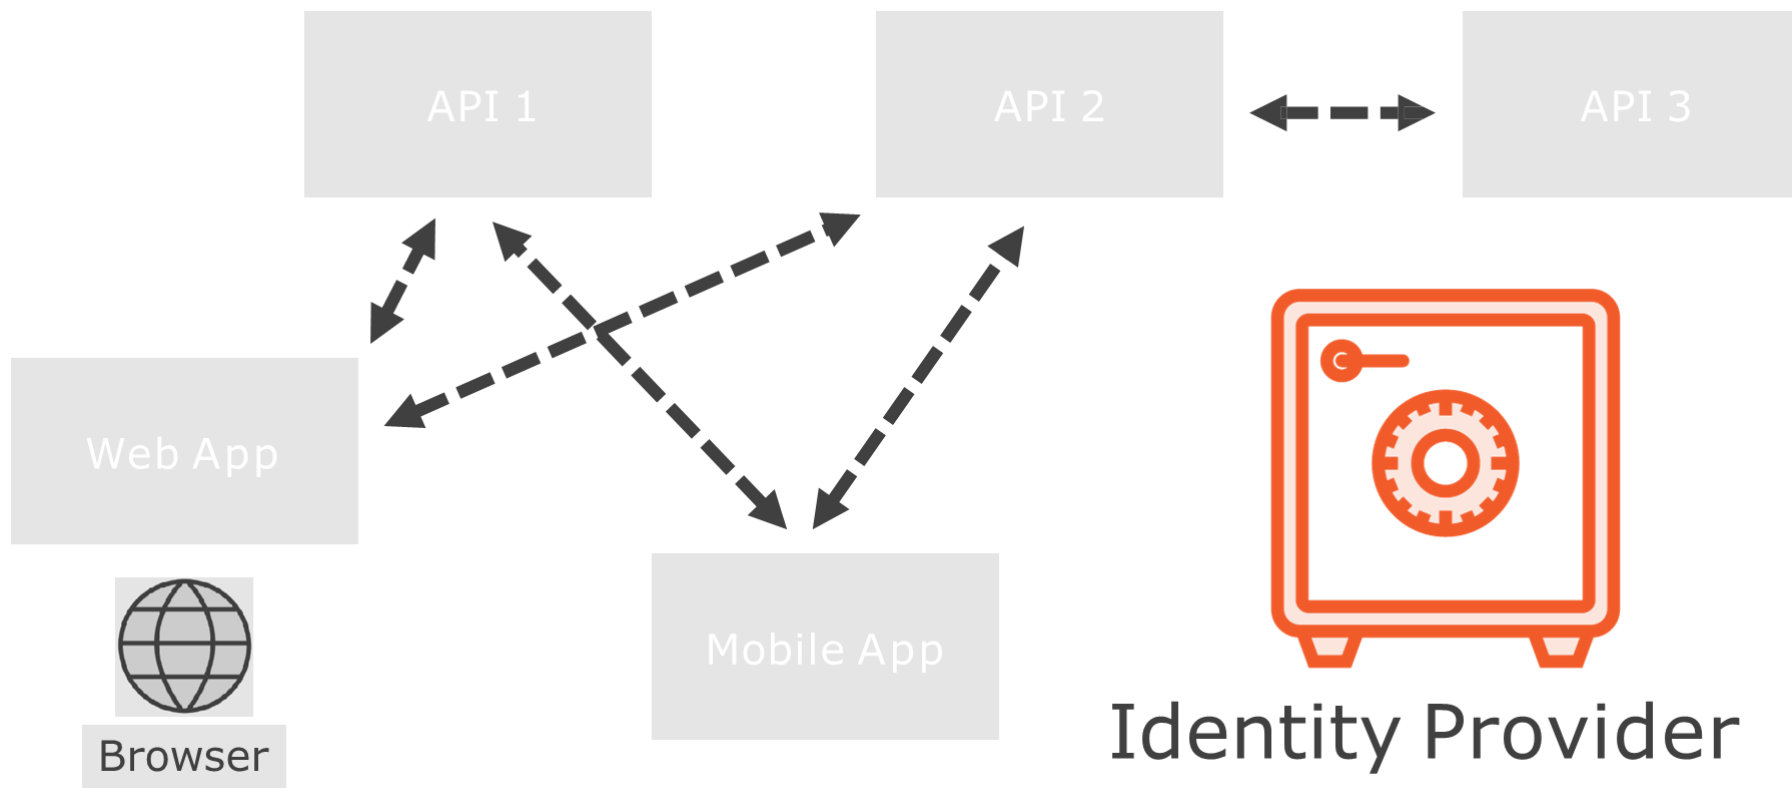 API 1
API 2
API 3
Web App
Mobile App
Browser
Identity Provider